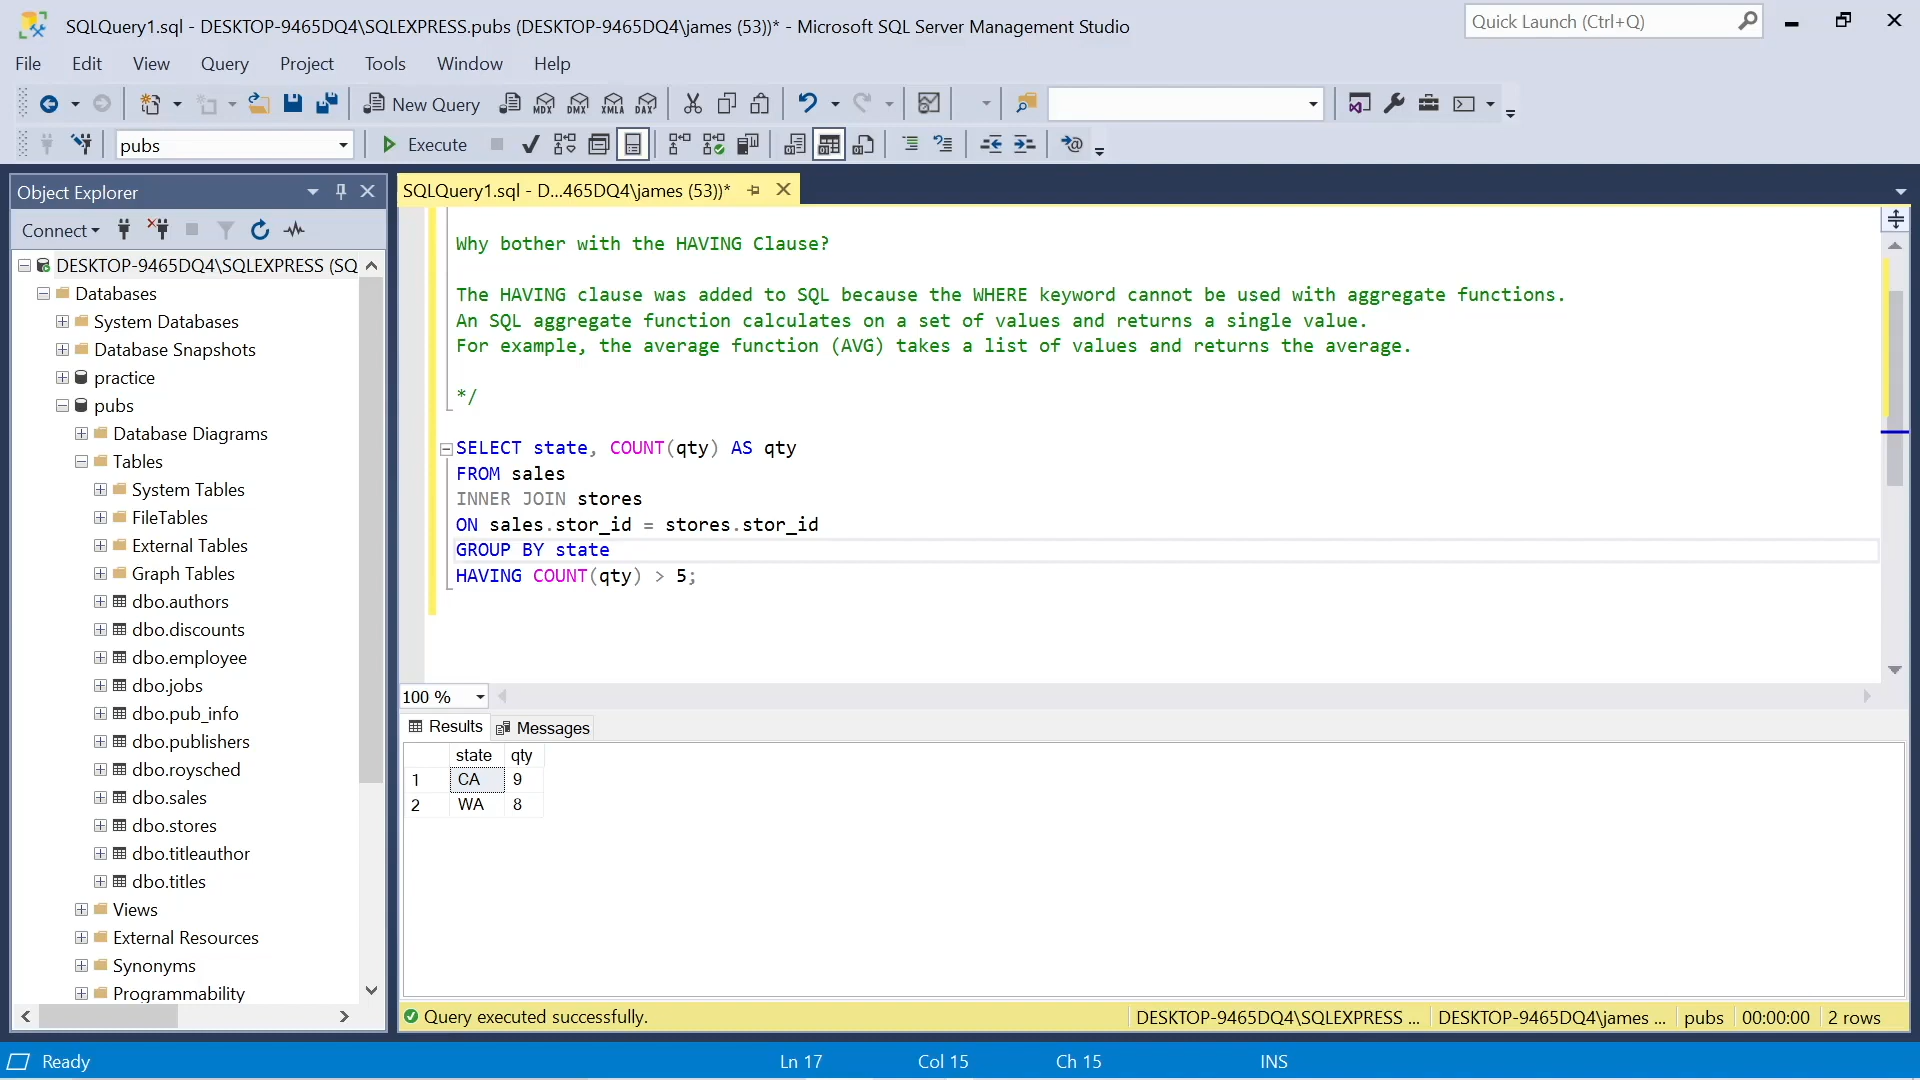 SQLQuery1.sql - DESKTOP-9465DQ4\SQLEXPRESS.pubs (DESKTOP-9465DQ4\james (53))* - Microsoft SQL Server Management Studio
Quick Launch (Ctrl+Q)
File Edit View Query Project Tools Window Help
New Query MDX DMX XMLA DAX
pubs Execute
Object Explorer
SQLQuery1.sql - D...465DQ4\james (53))*
Connect
DESKTOP-9465DQ4\SQLEXPRESS (SQ
Databases
System Databases
Database Snapshots
practice
pubs
Database Diagrams
Tables
System Tables
FileTables
External Tables
Graph Tables
dbo.authors
dbo.discounts
dbo.employee
dbo.jobs
dbo.pub_info
dbo.publishers
dbo.roysched
dbo.sales
dbo.stores
dbo.titleauthor
dbo.titles
Views
External Resources
Synonyms
Programmability
Why bother with the HAVING Clause?
The HAVING clause was added to SQL because the WHERE keyword cannot be used with aggregate functions.
An SQL aggregate function calculates on a set of values and returns a single value.
For example, the average function (AVG) takes a list of values and returns the average.
*/
SELECT state, COUNT(qty) AS qty
FROM sales
INNER JOIN stores
ON sales.stor_id = stores.stor_id
GROUP BY state
HAVING COUNT(qty) > 5;
100 %
Results Messages
state qty
1 CA 9
2 WA 8
Query executed successfully. DESKTOP-9465DQ4\SQLEXPRESS ... DESKTOP-9465DQ4\james ... pubs 00:00:00 2 rows
Ready Ln 17 Col 15 Ch 15 INS